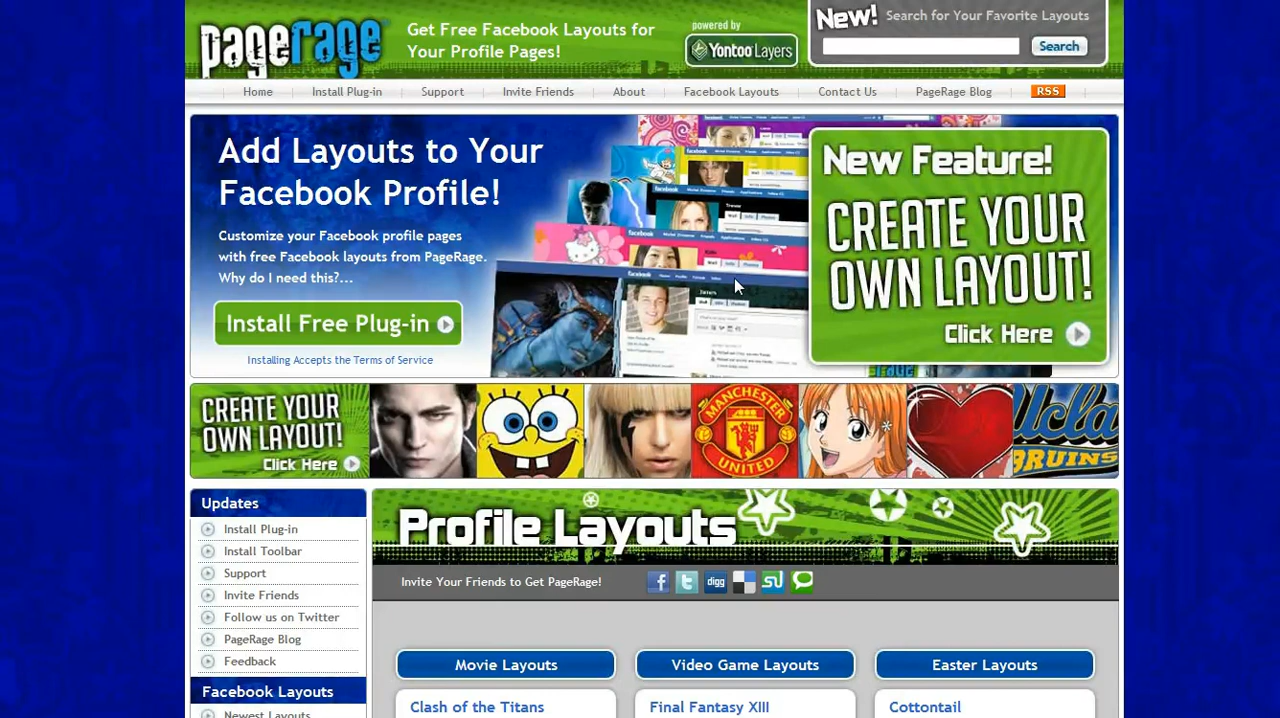 pagerage
Get Free Facebook Layouts for
Your Profile Pages!
powered by
Yontoo Layers
New!
Search for Your Favorite Layouts
Search
Home
Install Plug-in
Support
Invite Friends
About
Facebook Layouts
Contact Us
PageRage Blog
RSS
Add Layouts to Your
Facebook Profile!
Customize your Facebook profile pages
with free Facebook layouts from PageRage.
Why do I need this?...
Install Free Plug-in
Installing Accepts the Terms of Service
facebook
New Feature!
CREATE YOUR
OWN LAYOUT!
Click Here
CREATE YOUR
OWN LAYOUT!
Click Here
MANCHESTER
UNITED
Ucla
BRUINS
Updates
Install Plug-in
Install Toolbar
Support
Invite Friends
Follow us on Twitter
PageRage Blog
Feedback
Facebook Layouts
Newest Layouts
Profile Layouts
Invite Your Friends to Get PageRage!
digg
Movie Layouts
Video Game Layouts
Easter Layouts
Clash of the Titans
Final Fantasy XIII
Cottontail